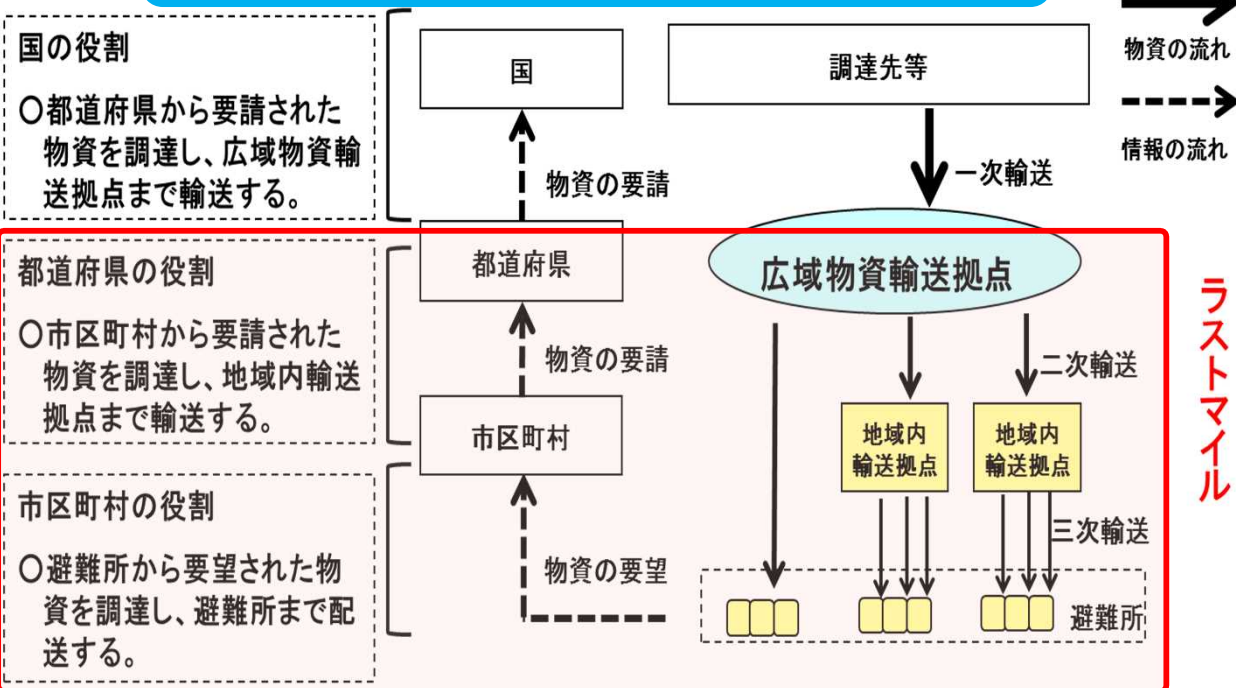 国の役割
〇都道府県から要請された
物資を調達し、広域物資輸
送拠点まで輸送する。
国
調達先等
物資の流れ
情報の流れ
物資の要請
一次輸送
都道府県の役割
〇市区町村から要請された
物資を調達し、地域内輸送
拠点まで輸送する。
都道府県
広域物資輸送拠点
物資の要請
二次輸送
市区町村
地域内
輸送拠点
地域内
輸送拠点
ラストマイル
市区町村の役割
〇避難所から要望された物
資を調達し、避難所まで配
送する。
物資の要望
三次輸送
避難所